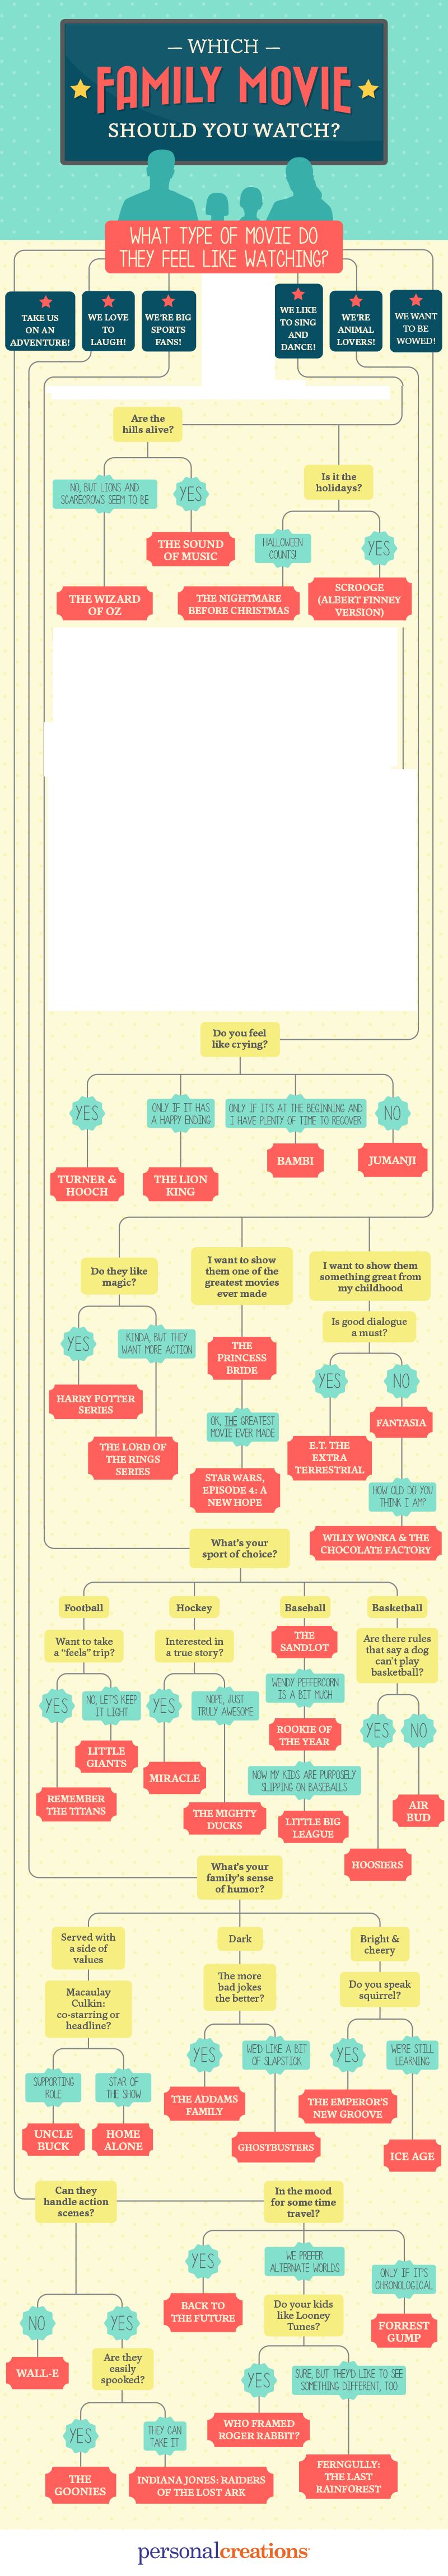 — WHICH —
FAMILY MOVIE
SHOULD YOU WATCH?
WHAT TYPE OF MOVIE DO
THEY FEEL LIKE WATCHING?
TAKE US
ON AN
ADVENTURE!
WE LOVE
TO
LAUGH!
WE'RE BIG
SPORTS
FANS!
WE LIKE
TO SING
AND
DANCE!
WE'RE
ANIMAL
LOVERS!
WE WANT
TO BE
WOWED!
Are the
hills alive?
NO, BUT LIONS AND
SCARECROWS SEEM TO BE
YES
THE SOUND
OF MUSIC
THE WIZARD
OF OZ
Is it the
holidays?
HALLOWEEN
COUNTS!
YES
THE NIGHTMARE
BEFORE CHRISTMAS
SCROOGE
(ALBERT FINNEY
VERSION)
Do you feel
like crying?
YES
ONLY IF IT HAS
A HAPPY ENDING
ONLY IF IT'S AT THE BEGINNING AND
I HAVE PLENTY OF TIME TO RECOVER
NO
TURNER &
HOOCH
THE LION
KING
BAMBI
JUMANJI
Do they like
magic?
YES
KINDA, BUT THEY
WANT MORE ACTION
HARRY POTTER
SERIES
THE LORD OF
THE RINGS
SERIES
I want to show
them one of the
greatest movies
ever made
THE
PRINCESS
BRIDE
OK, THE GREATEST
MOVIE EVER MADE
STAR WARS,
EPISODE 4: A
NEW HOPE
I want to show them
something great from
my childhood
Is good dialogue
a must?
YES
NO
E.T. THE
EXTRA
TERRESTRIAL
FANTASIA
HOW OLD DO YOU
THINK I AM?
WILLY WONKA & THE
CHOCOLATE FACTORY
What's your
sport of choice?
Football
Want to take
a “feels” trip?
YES
NO, LET'S KEEP
IT LIGHT
LITTLE
GIANTS
REMEMBER
THE TITANS
Hockey
Interested in
a true story?
YES
NOPE, JUST
TRULY AWESOME
MIRACLE
THE MIGHTY
DUCKS
Baseball
THE
SANDLOT
WENDY PEFFERCORN
IS A BIT MUCH
ROOKIE OF
THE YEAR
NOW MY KIDS ARE PURPOSELY
SLIPPING ON BASEBALLS
LITTLE BIG
LEAGUE
Basketball
Are there rules
that say a dog
can't play
basketball?
YES
NO
AIR
BUD
HOOSIERS
What's your
family's sense
of humor?
Served with
a side of
values
Macaulay
Culkin:
co-starring or
headline?
SUPPORTING
ROLE
STAR OF
THE SHOW
UNCLE
BUCK
HOME
ALONE
Dark
The more
bad jokes
the better?
YES
WE'D LIKE A BIT
OF SLAPSTICK
THE ADDAMS
FAMILY
GHOSTBUSTERS
Bright &
cheery
Do you speak
squirrel?
YES
WE'RE STILL
LEARNING
THE EMPEROR'S
NEW GROOVE
ICE AGE
Can they
handle action
scenes?
NO
YES
WALL-E
Are they
easily
spooked?
YES
THEY CAN
TAKE IT
THE
GOONIES
INDIANA JONES: RAIDERS
OF THE LOST ARK
In the mood
for some time
travel?
YES
WE PREFER
ALTERNATE WORLDS
ONLY IF IT'S
CHRONOLOGICAL
BACK TO
THE FUTURE
Do your kids
like Looney
Tunes?
FORREST
GUMP
YES
SURE, BUT THEY'D LIKE TO SEE
SOMETHING DIFFERENT, TOO
WHO FRAMED
ROGER RABBIT?
FERNGULLY:
THE LAST
RAINFOREST
personalcreations